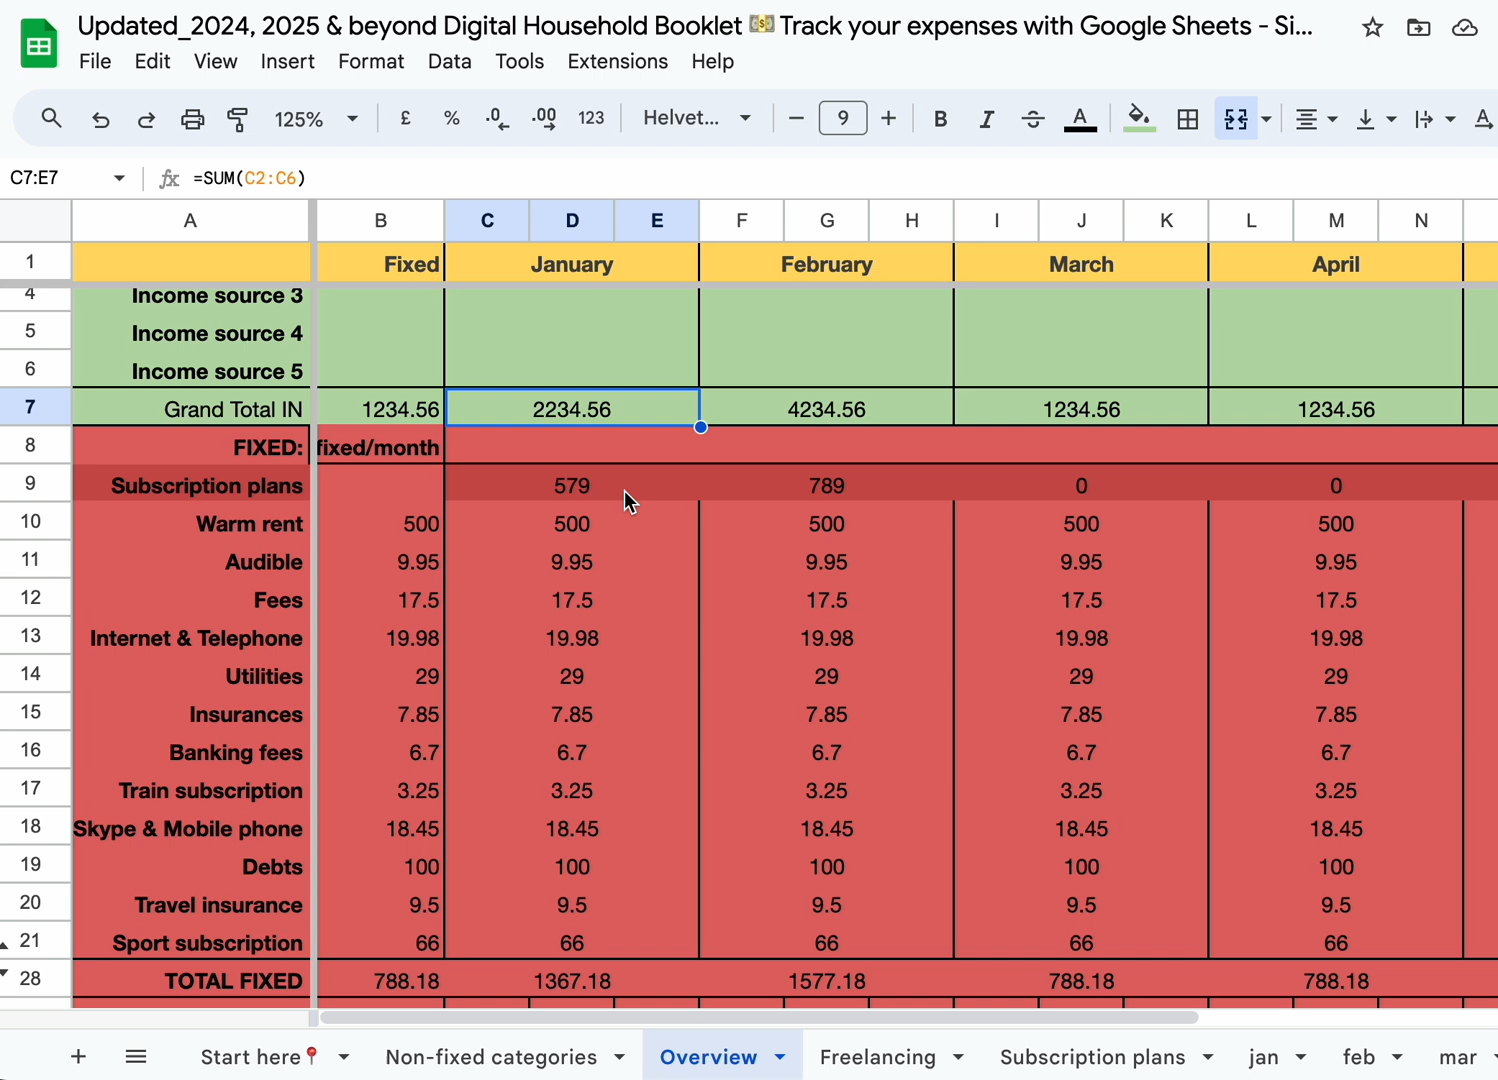 Updated_2024, 2025 & beyond Digital Household Booklet 💵 Track your expenses with Google Sheets - Si...
File Edit View Insert Format Data Tools Extensions Help
125% £ % .0 .00 123 Helvet... 9 B I A A
C7:E7 fx =SUM(C2:C6)
A B C D E F G H I J K L M N
1 Fixed January February March April
4 Income source 3
5 Income source 4
6 Income source 5
7 Grand Total IN 1234.56 2234.56 4234.56 1234.56 1234.56
8 FIXED: fixed/month
9 Subscription plans 579 789 0 0
10 Warm rent 500 500 500 500 500
11 Audible 9.95 9.95 9.95 9.95 9.95
12 Fees 17.5 17.5 17.5 17.5 17.5
13 Internet & Telephone 19.98 19.98 19.98 19.98 19.98
14 Utilities 29 29 29 29 29
15 Insurances 7.85 7.85 7.85 7.85 7.85
16 Banking fees 6.7 6.7 6.7 6.7 6.7
17 Train subscription 3.25 3.25 3.25 3.25 3.25
18 Skype & Mobile phone 18.45 18.45 18.45 18.45 18.45
19 Debts 100 100 100 100 100
20 Travel insurance 9.5 9.5 9.5 9.5 9.5
21 Sport subscription 66 66 66 66 66
28 TOTAL FIXED 788.18 1367.18 1577.18 788.18 788.18
Start here📍 Non-fixed categories Overview Freelancing Subscription plans jan feb mar